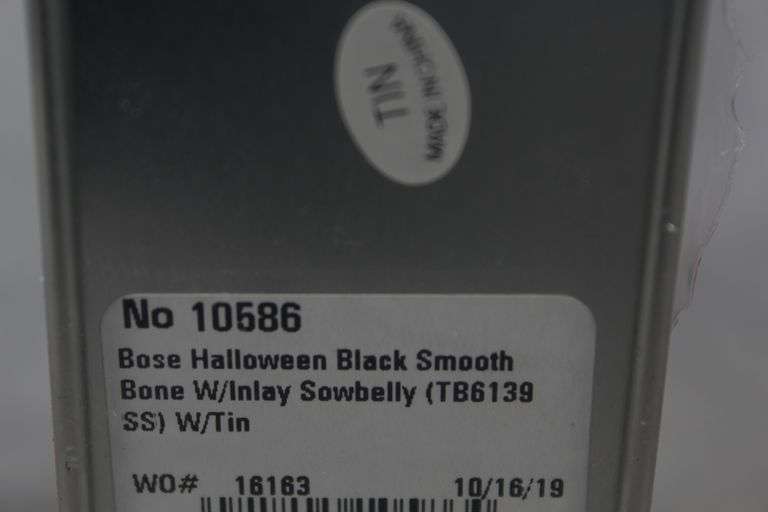 MADE IN CHINA
TIN
No 10586
Bose Halloween Black Smooth
Bone W/Inlay Sowbelly (TB6139
SS) W/Tin
WO# 16163 10/16/19